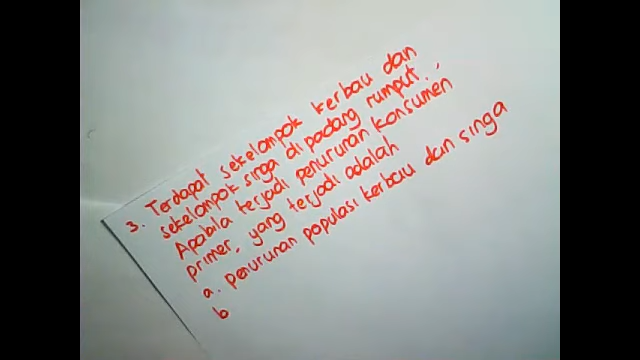 3. Terdapat sekelompok kerbau dan
sekelompok singa di padang rumput.
Apabila terjadi penurunan konsumen
primer, yang terjadi adalah
a. penurunan populasi kerbau dan singa
b